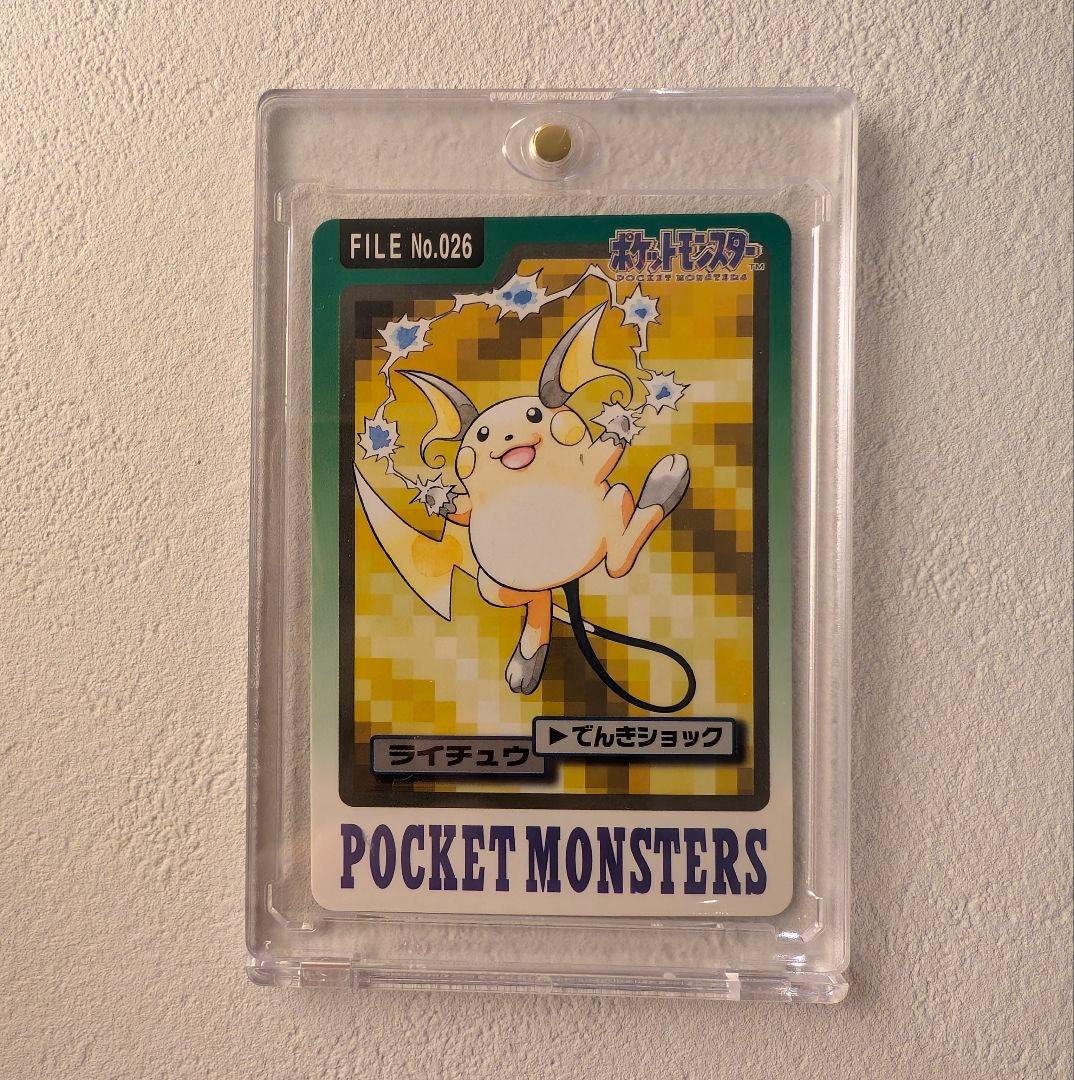 FILE No.026
ポケットモンスター TM
POCKET MONSTERS
ライチュウ
▶でんきショック
POCKET MONSTERS